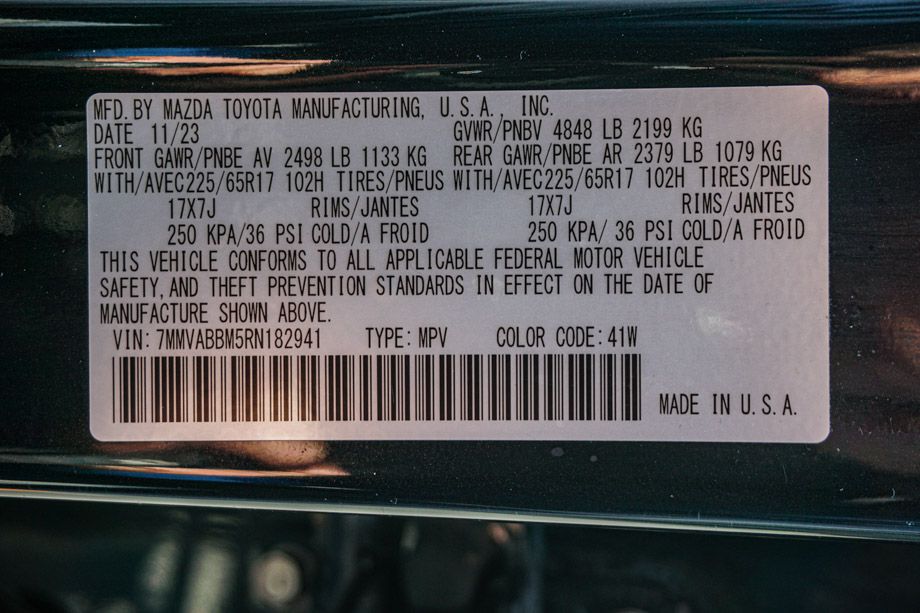 MFD. BY MAZDA TOYOTA MANUFACTURING, U.S.A., INC.
DATE 11/23 GVWR/PNBV 4848 LB 2199 KG
FRONT GAWR/PNBE AV 2498 LB 1133 KG REAR GAWR/PNBE AR 2379 LB 1079 KG
WITH/AVEC225/65R17 102H TIRES/PNEUS WITH/AVEC225/65R17 102H TIRES/PNEUS
17X7J RIMS/JANTES 17X7J RIMS/JANTES
250 KPA/36 PSI COLD/A FROID 250 KPA/ 36 PSI COLD/A FROID
THIS VEHICLE CONFORMS TO ALL APPLICABLE FEDERAL MOTOR VEHICLE
SAFETY, AND THEFT PREVENTION STANDARDS IN EFFECT ON THE DATE OF
MANUFACTURE SHOWN ABOVE.
VIN: 7MMVABBM5RN182941 TYPE: MPV COLOR CODE: 41W
MADE IN U.S.A.